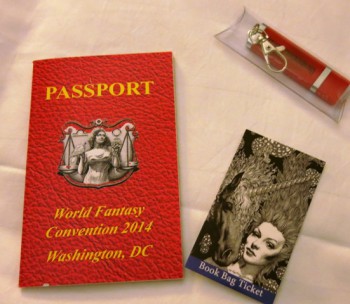 PASSPORT
World Fantasy
Convention 2014
Washington, DC
Book Bag Ticket